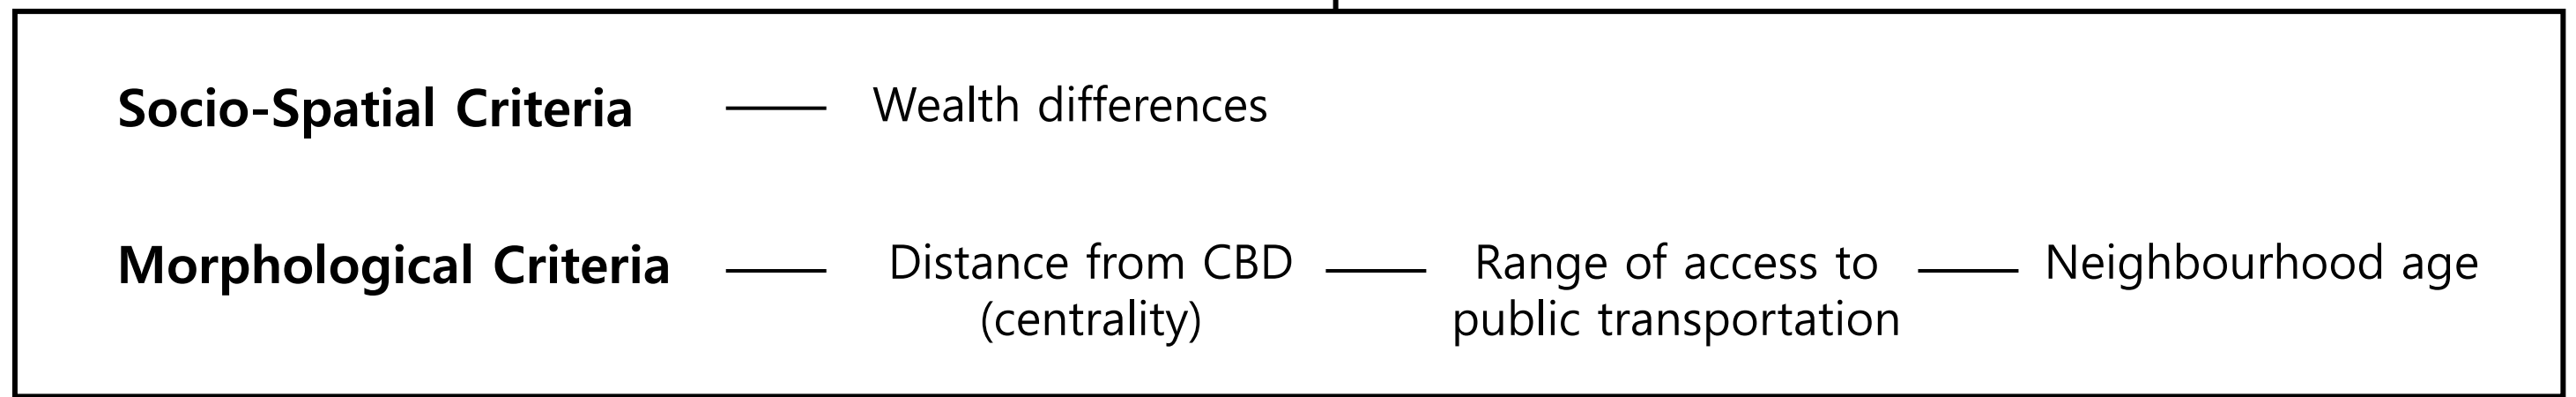 Socio-Spatial Criteria Wealth differences
Morphological Criteria Distance from CBD Range of access to Neighbourhood age
(centrality) public transportation